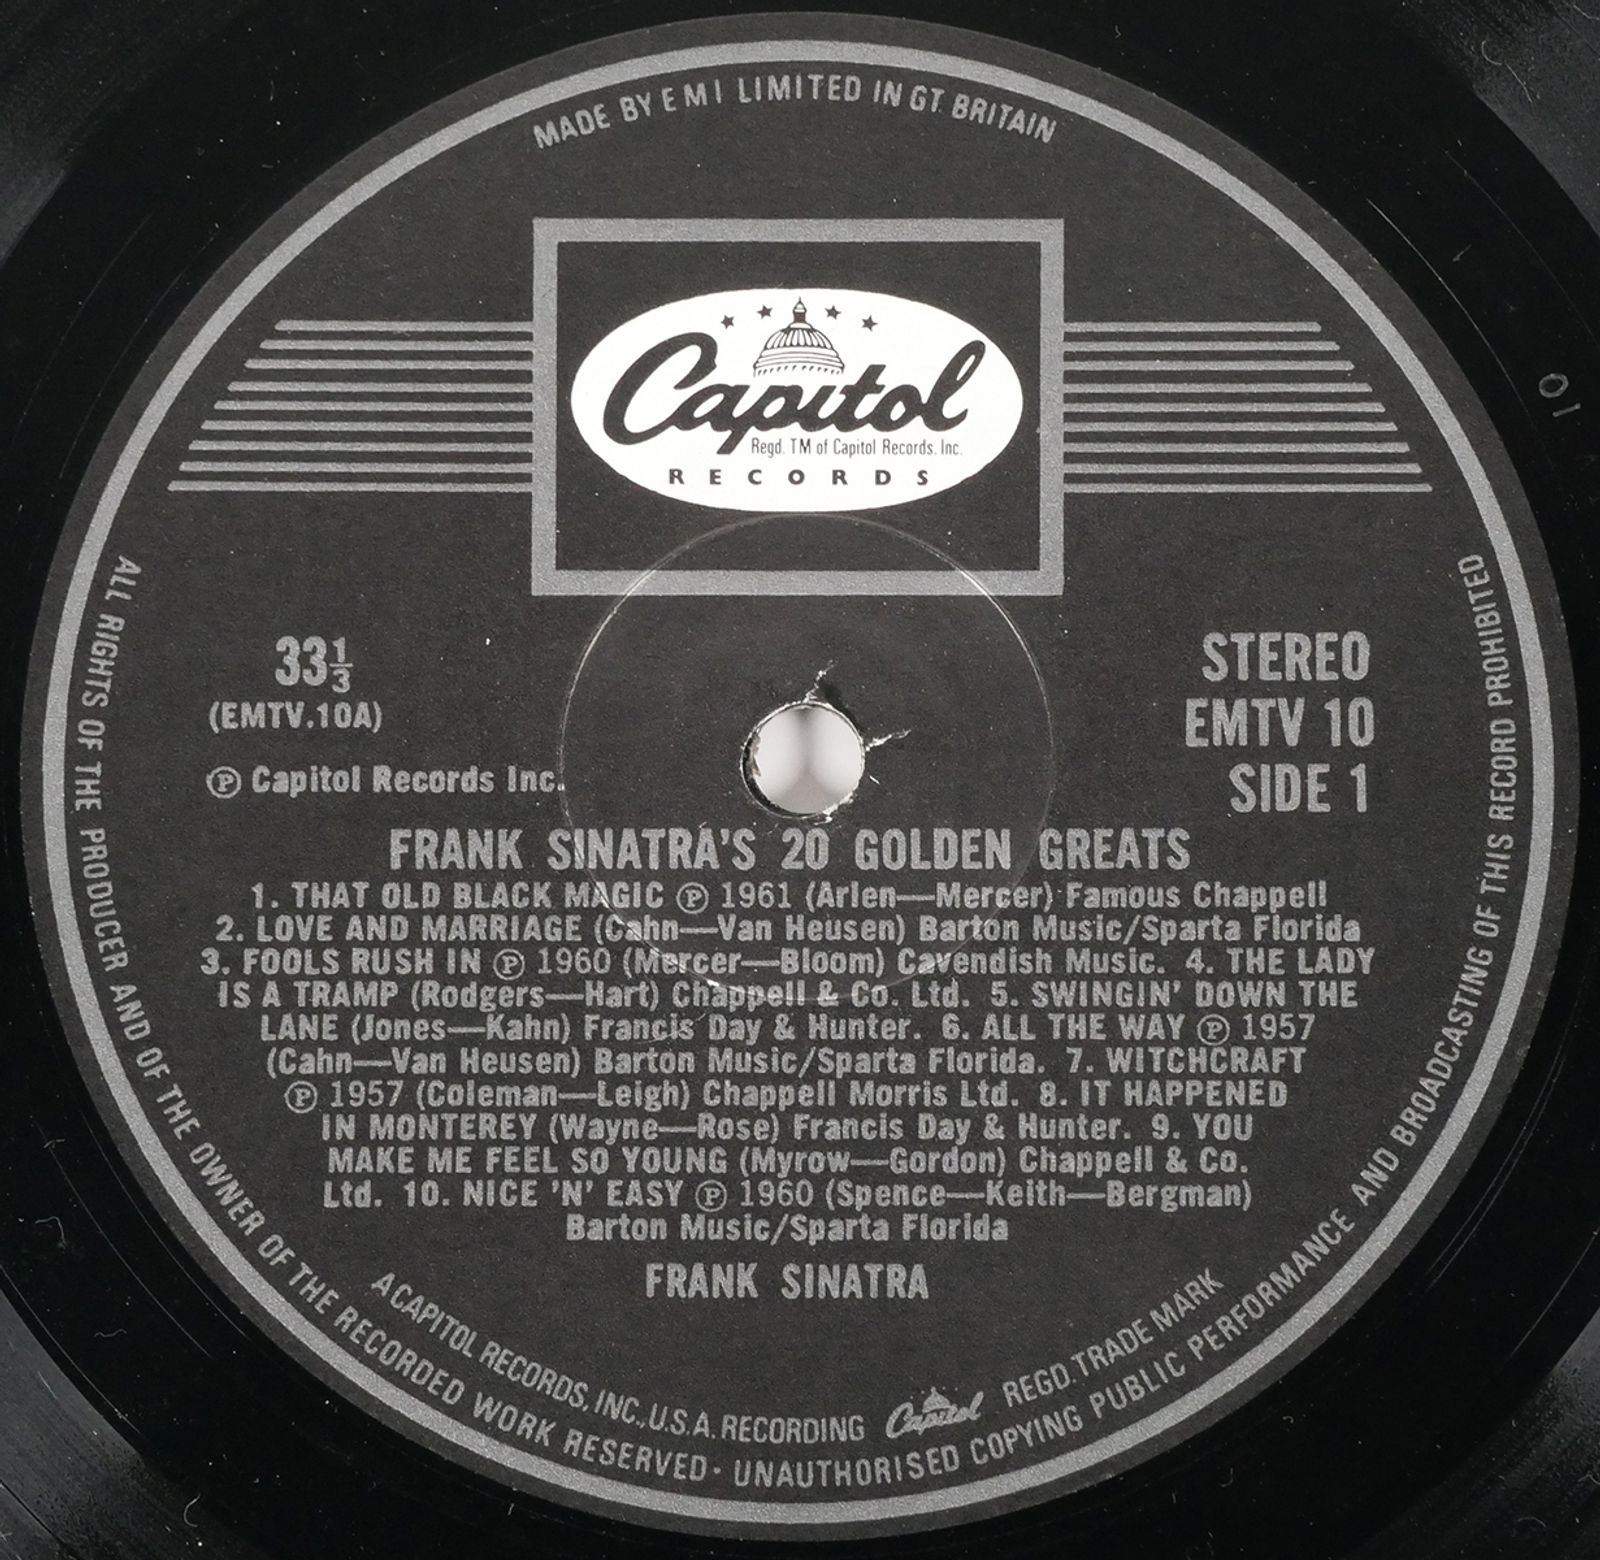 MADE BY E M I LIMITED IN GT BRITAIN
Capitol
Regd. TM of Capitol Records. Inc.
RECORDS
33⅓
(EMTV.10A)
℗ Capitol Records Inc.
STEREO
EMTV 10
SIDE 1
FRANK SINATRA'S 20 GOLDEN GREATS
1. THAT OLD BLACK MAGIC ℗ 1961 (Arlen—Mercer) Famous Chappell
2. LOVE AND MARRIAGE (Cahn—Van Heusen) Barton Music/Sparta Florida
3. FOOLS RUSH IN ℗ 1960 (Mercer—Bloom) Cavendish Music. 4. THE LADY
IS A TRAMP (Rodgers—Hart) Chappell & Co. Ltd. 5. SWINGIN' DOWN THE
LANE (Jones—Kahn) Francis Day & Hunter. 6. ALL THE WAY ℗ 1957
(Cahn—Van Heusen) Barton Music/Sparta Florida. 7. WITCHCRAFT
℗ 1957 (Coleman—Leigh) Chappell Morris Ltd. 8. IT HAPPENED
IN MONTEREY (Wayne—Rose) Francis Day & Hunter. 9. YOU
MAKE ME FEEL SO YOUNG (Myrow—Gordon) Chappell & Co.
Ltd. 10. NICE 'N' EASY ℗ 1960 (Spence—Keith—Bergman)
Barton Music/Sparta Florida
FRANK SINATRA
A CAPITOL RECORDS, INC., U.S.A. RECORDING Capitol REGD. TRADE MARK
ALL RIGHTS OF THE PRODUCER AND OF THE OWNER OF THE RECORDED WORK RESERVED · UNAUTHORISED COPYING PUBLIC PERFORMANCE AND BROADCASTING OF THIS RECORD PROHIBITED